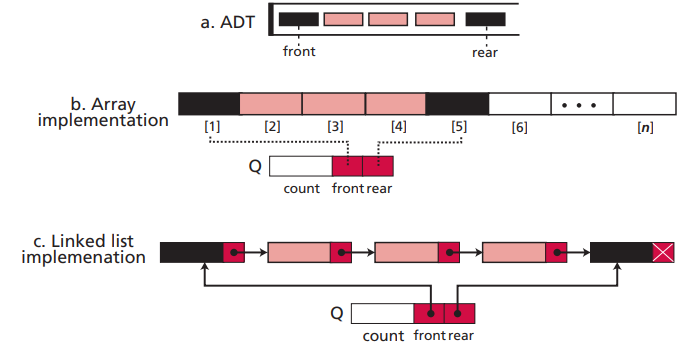 a. ADT
front
rear
b. Array
implementation
[1]
[2]
[3]
[4]
[5]
[6]
[n]
Q
count
front
rear
c. Linked list
implemenation
Q
count
front
rear